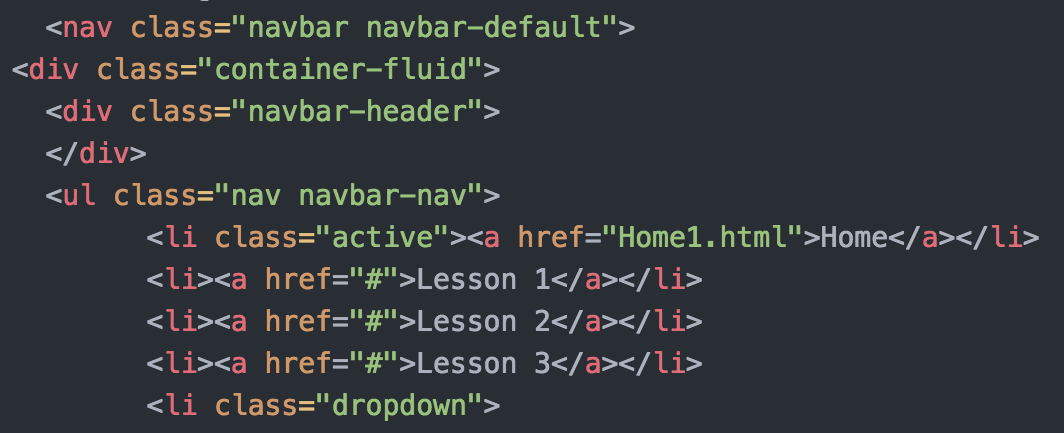 <nav class="navbar navbar-default">
<div class="container-fluid">
<div class="navbar-header">
</div>
<ul class="nav navbar-nav">
<li class="active"><a href="Home1.html">Home</a></li>
<li><a href="#">Lesson 1</a></li>
<li><a href="#">Lesson 2</a></li>
<li><a href="#">Lesson 3</a></li>
<li class="dropdown">